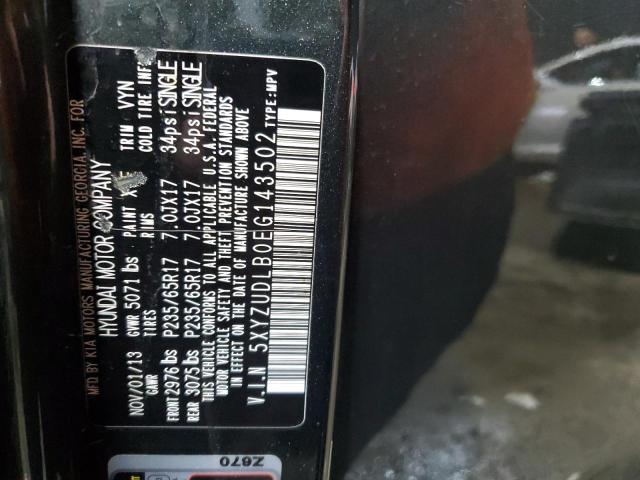 MFD BY KIA MOTORS MANUFACTURING GEORGIA, INC. FOR
HYUNDAI MOTOR COMPANY
NOV/01/13 GVWR 5071 lbs PAINT TRIM VYN
GAWR TIRES RIMS COLD TIRE INF
FRONT 2976 lbs P235/65R17 7.0JX17 34psi SINGLE
REAR 3075 lbs P235/65R17 7.0JX17 34psi SINGLE
THIS VEHICLE CONFORMS TO ALL APPLICABLE U.S.A. FEDERAL
MOTOR VEHICLE SAFETY AND THEFT PREVENTION STANDARDS
IN EFFECT ON THE DATE OF MANUFACTURE SHOWN ABOVE
V.I.N 5XYZUDLB0EG143502
TYPE:MPV
Z670